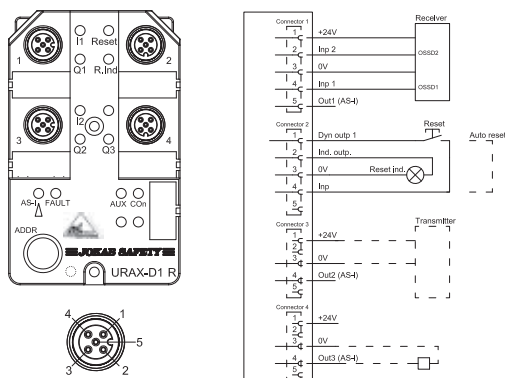 I1 Reset
1 2
Q1 R.Ind
I2
3 4
Q2 Q3
AS-I FAULT AUX COn
ADDR
JOKAB SAFETY
URAX-D1 R
4 1
5
3 2
Connector 1
1 +24V
2 Inp 2
3 0V
4 Inp 1
5 Out1 (AS-I)
Receiver
OSSD2
OSSD1
Connector 2
1 Dyn outp 1
2 Ind. outp.
3 0V
4 Inp
5
Reset
Auto reset
Reset ind.
Connector 3
1 +24V
2
3 0V
4 Out2 (AS-I)
5
Transmitter
Connector 4
1 +24V
2
3 0V
4 Out3 (AS-I)
5